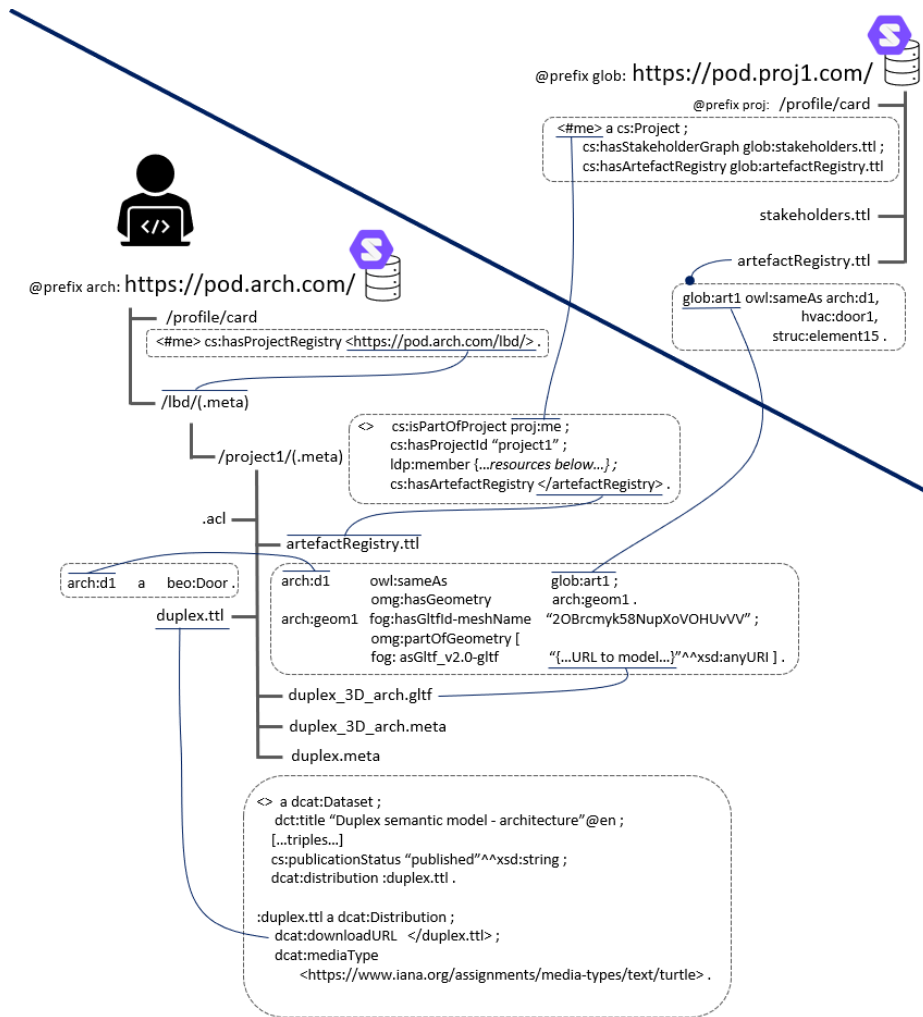 @prefix glob: https://pod.proj1.com/
@prefix proj: /profile/card
<#me> a cs:Project ;
cs:hasStakeholderGraph glob:stakeholders.ttl ;
cs:hasArtefactRegistry glob:artefactRegistry.ttl
stakeholders.ttl
artefactRegistry.ttl
glob:art1 owl:sameAs arch:d1,
hvac:door1,
struc:element15 .
</>
@prefix arch: https://pod.arch.com/
/profile/card
<#me> cs:hasProjectRegistry <https://pod.arch.com/lbd/> .
/lbd/(.meta)
/project1/(.meta)
<> cs:isPartOfProject proj:me ;
cs:hasProjectId “project1” ;
ldp:member {...resources below...} ;
cs:hasArtefactRegistry </artefactRegistry> .
.acl
artefactRegistry.ttl
arch:d1 a beo:Door .
arch:d1 owl:sameAs glob:art1 ;
omg:hasGeometry arch:geom1 .
arch:geom1 fog:hasGltfId-meshName “2OBrcmyk58NupXoVOHUvVV” ;
omg:partOfGeometry [
fog: asGltf_v2.0-gltf “{...URL to model...}”^^xsd:anyURI ] .
duplex.ttl
duplex_3D_arch.gltf
duplex_3D_arch.meta
duplex.meta
<> a dcat:Dataset ;
dct:title “Duplex semantic model - architecture”@en ;
[...triples...]
cs:publicationStatus “published”^^xsd:string ;
dcat:distribution :duplex.ttl .
:duplex.ttl a dcat:Distribution ;
dcat:downloadURL </duplex.ttl> ;
dcat:mediaType
<https://www.iana.org/assignments/media-types/text/turtle> .